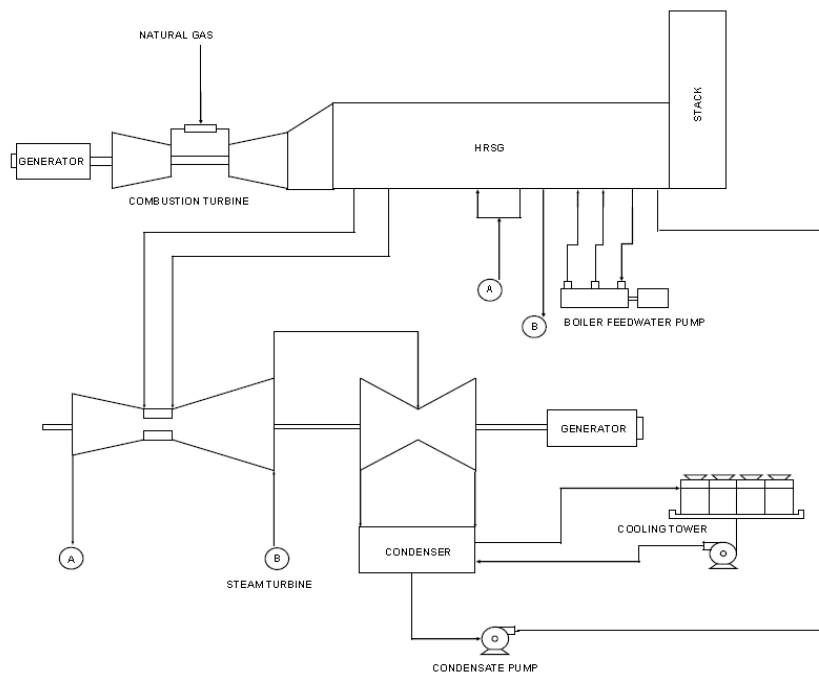 NATURAL GAS
STACK
HRSG
GENERATOR
COMBUSTION TURBINE
A
B
BOILER FEEDWATER PUMP
GENERATOR
COOLING TOWER
CONDENSER
A
B
STEAM TURBINE
CONDENSATE PUMP